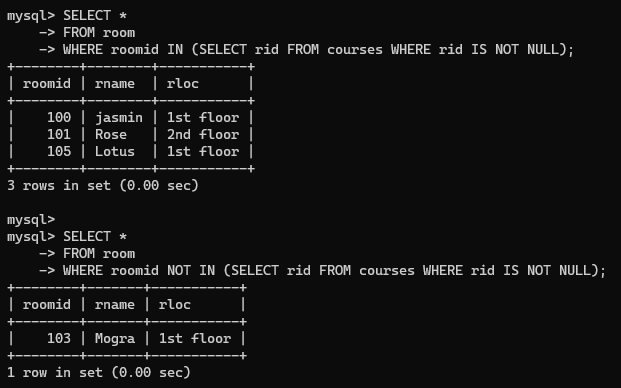 mysql> SELECT *
    -> FROM room
    -> WHERE roomid IN (SELECT rid FROM courses WHERE rid IS NOT NULL);
+--------+--------+-----------+
| roomid | rname  | rloc      |
+--------+--------+-----------+
|    100 | jasmin | 1st floor |
|    101 | Rose   | 2nd floor |
|    105 | Lotus  | 1st floor |
+--------+--------+-----------+
3 rows in set (0.00 sec)

mysql>
mysql> SELECT *
    -> FROM room
    -> WHERE roomid NOT IN (SELECT rid FROM courses WHERE rid IS NOT NULL);
+--------+-------+-----------+
| roomid | rname | rloc      |
+--------+-------+-----------+
|    103 | Mogra | 1st floor |
+--------+-------+-----------+
1 row in set (0.00 sec)